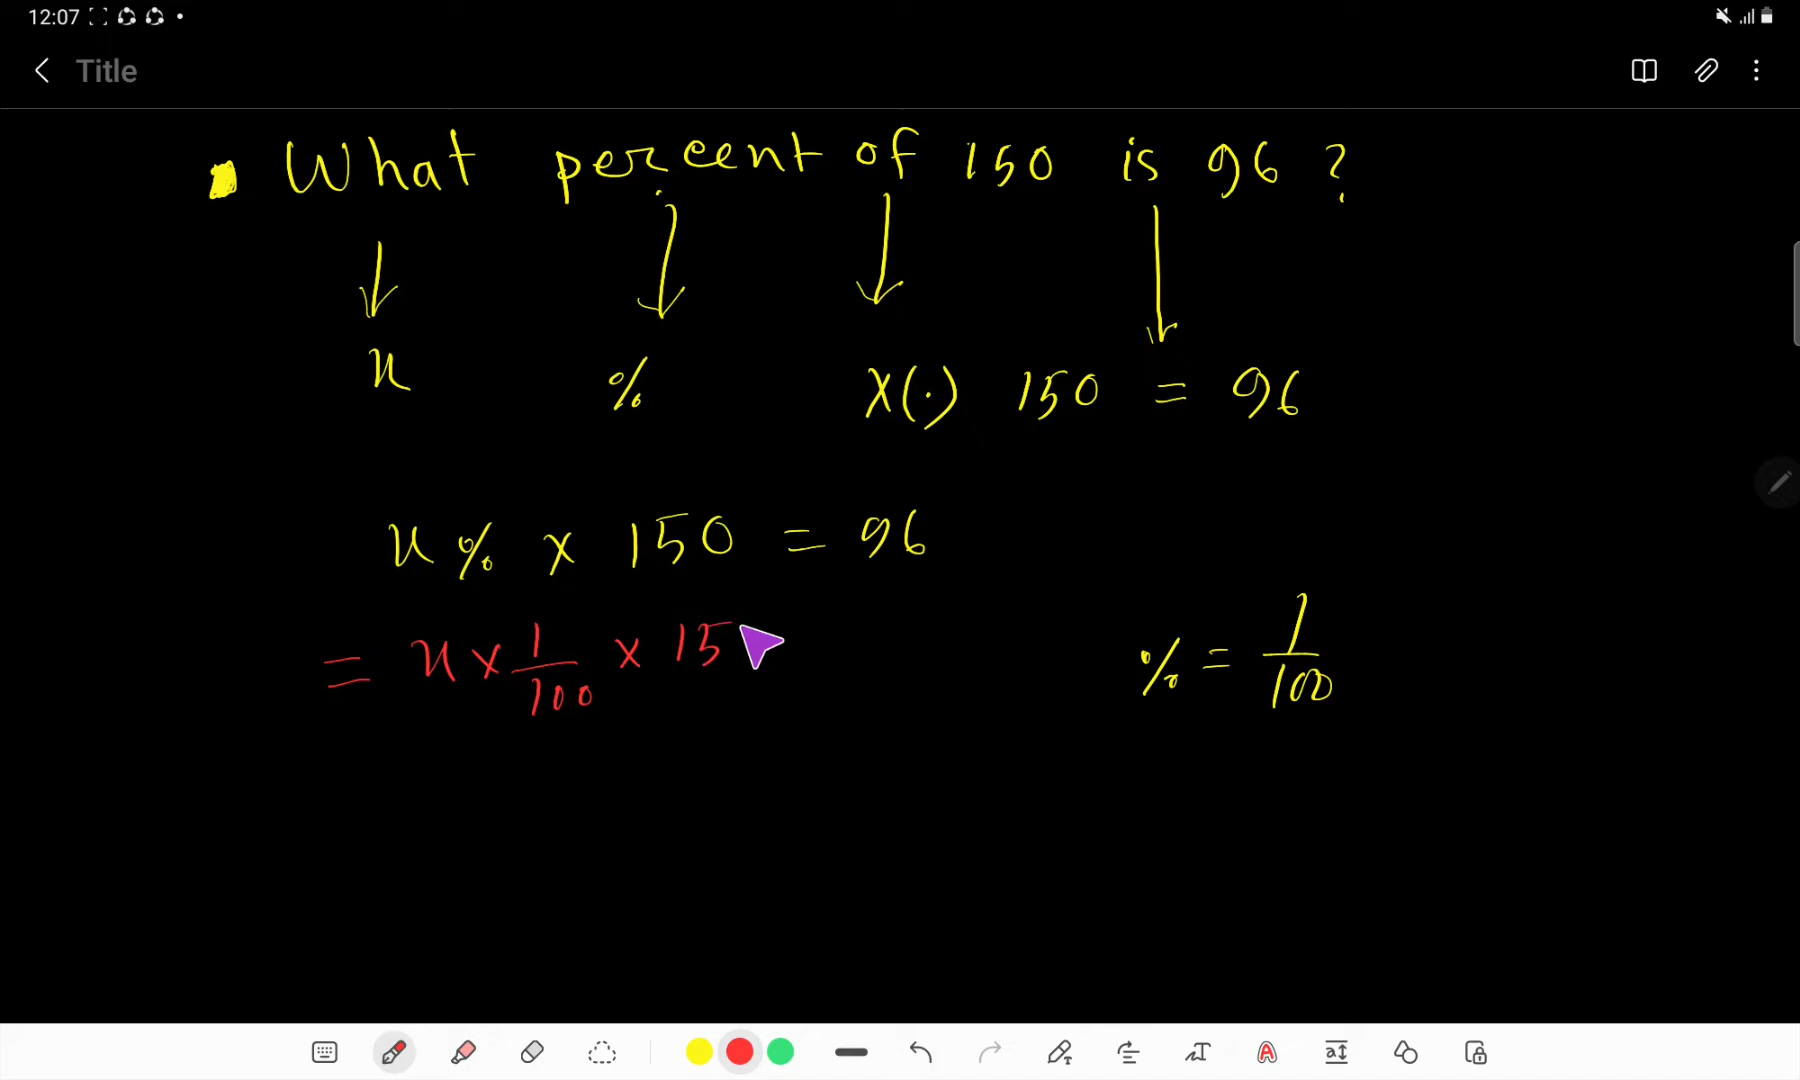 12:07
Title
What percent of 150 is 96 ?
x % X(·) 150 = 96
x% × 150 = 96
= x × 1/100 × 15
% = 1/100